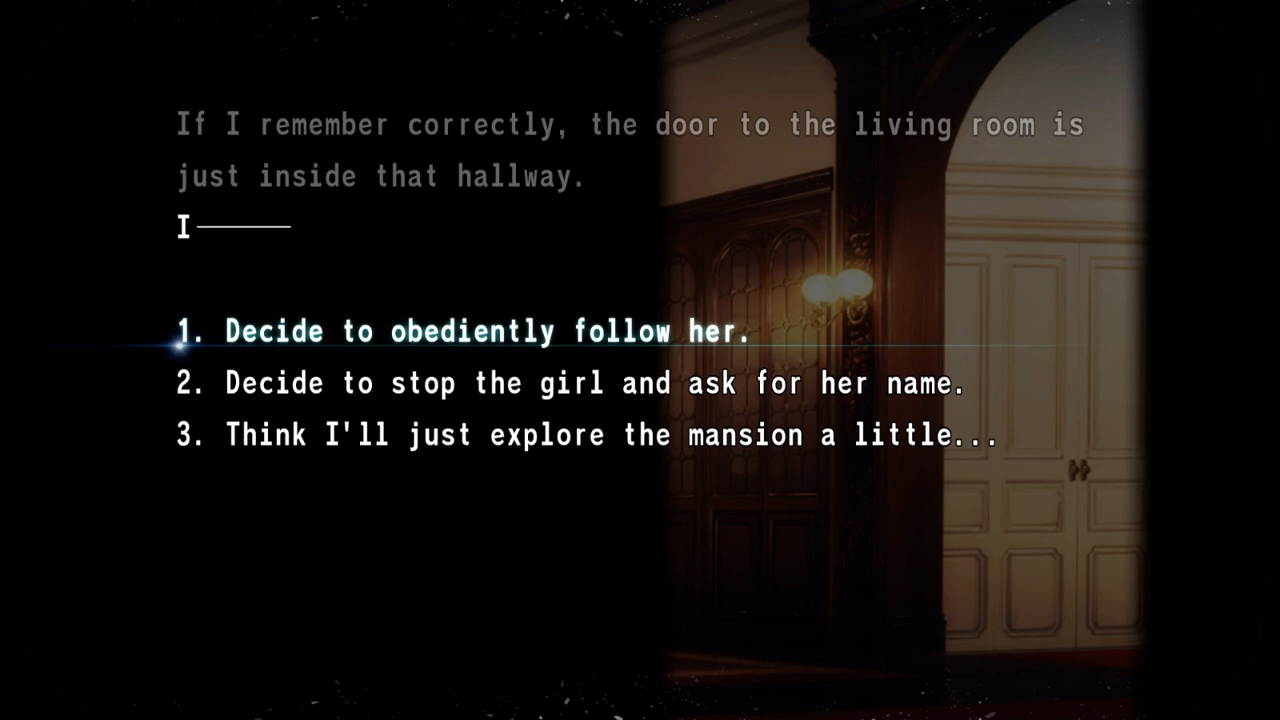 If I remember correctly, the door to the living room is
just inside that hallway.
I———
1. Decide to obediently follow her.
2. Decide to stop the girl and ask for her name.
3. Think I'll just explore the mansion a little...